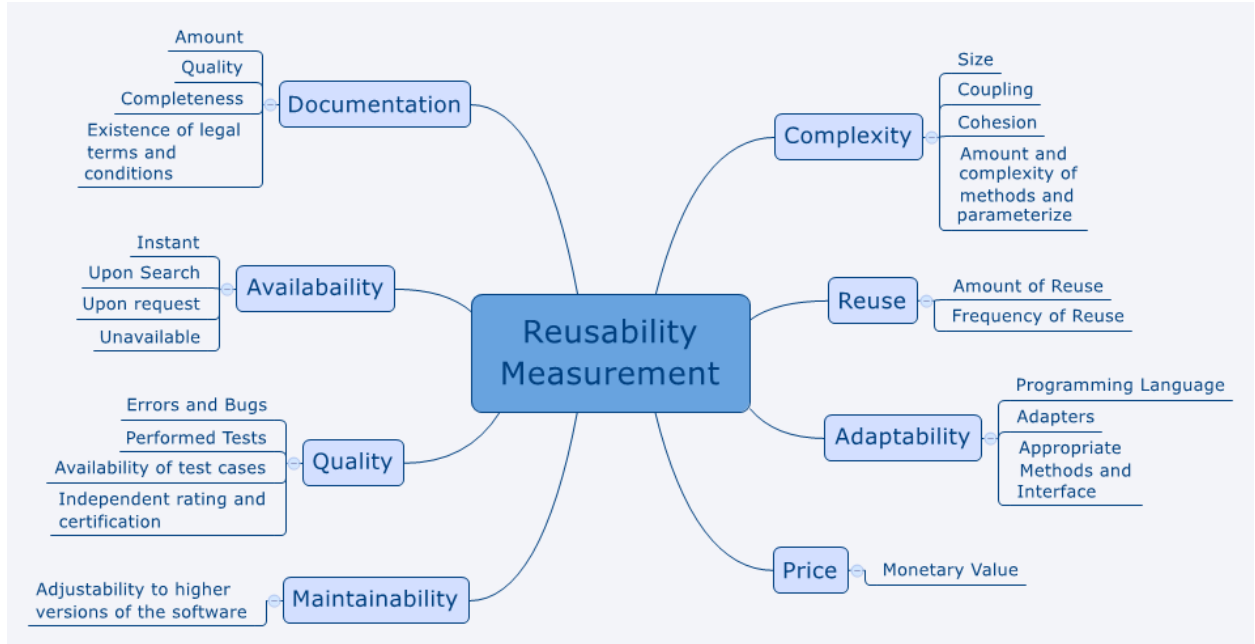 Reusability
Measurement
Documentation
Amount
Quality
Completeness
Existence of legal
terms and
conditions
Availabaility
Instant
Upon Search
Upon request
Unavailable
Quality
Errors and Bugs
Performed Tests
Availability of test cases
Independent rating and
certification
Maintainability
Adjustability to higher
versions of the software
Complexity
Size
Coupling
Cohesion
Amount and
complexity of
methods and
parameterize
Reuse
Amount of Reuse
Frequency of Reuse
Adaptability
Programming Language
Adapters
Appropriate
Methods and
Interface
Price
Monetary Value